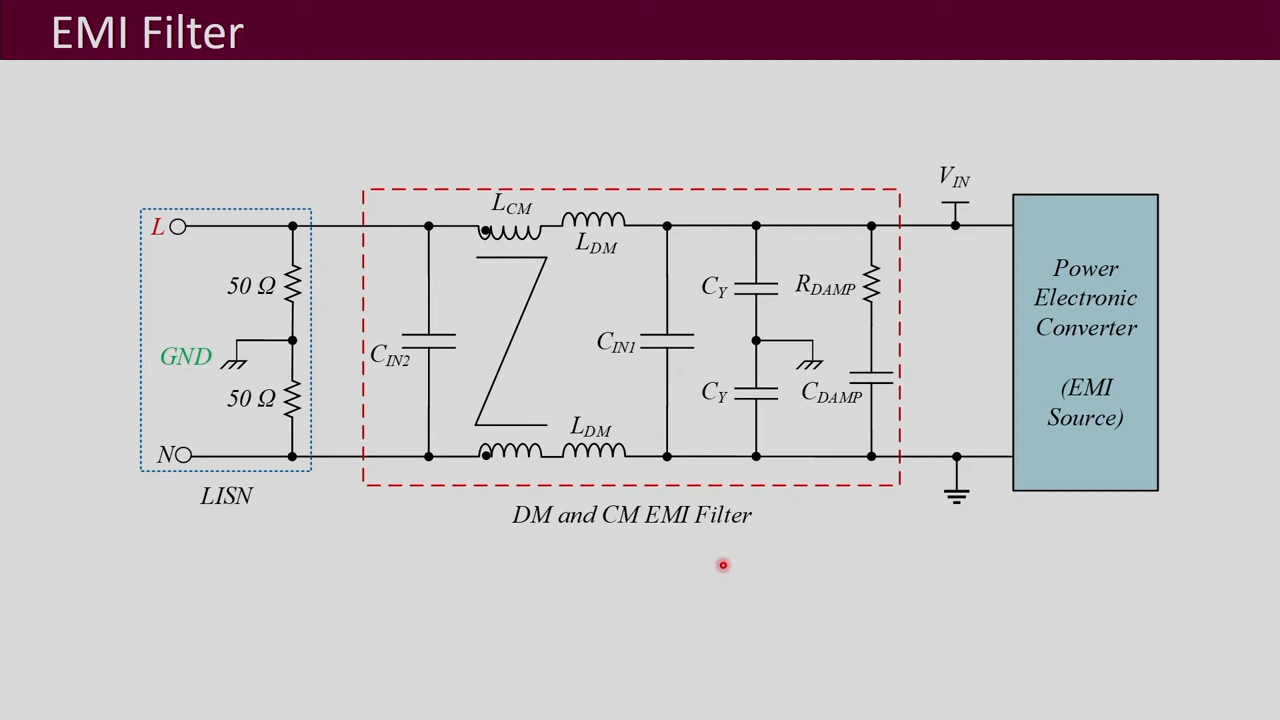 EMI Filter
V_IN
L
L_CM
L_DM
50 Ω
C_Y
R_DAMP
Power
Electronic
Converter
(EMI
Source)
GND
C_IN2
C_IN1
50 Ω
C_Y
C_DAMP
L_DM
N
LISN
DM and CM EMI Filter